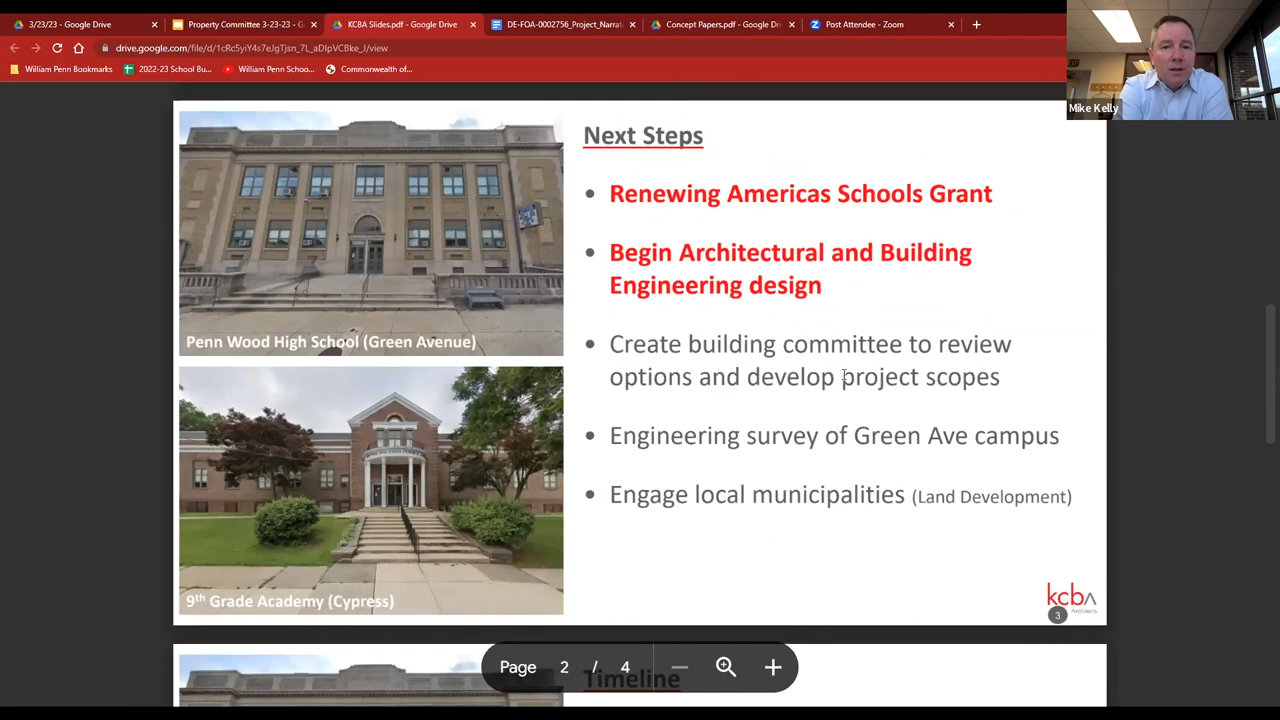 3/23/23 - Google Drive
Property Committee 3-23-23 - G
KCBA Slides.pdf - Google Drive
DE-FOA-0002756_Project_Narrat
Concept Papers.pdf - Google Dri
Post Attendee - Zoom
drive.google.com/file/d/1cRc5yiY4s7eJgTjsn_7L_aDlpVCBke_l/view
William Penn Bookmarks
2022-23 School Bu...
William Penn Schoo...
Commonwealth of...
Mike Kelly
Next Steps
• Renewing Americas Schools Grant
• Begin Architectural and Building
Engineering design
• Create building committee to review
options and develop project scopes
• Engineering survey of Green Ave campus
• Engage local municipalities (Land Development)
Penn Wood High School (Green Avenue)
9th Grade Academy (Cypress)
kcba
Architects
3
Page 2 / 4
Timeline